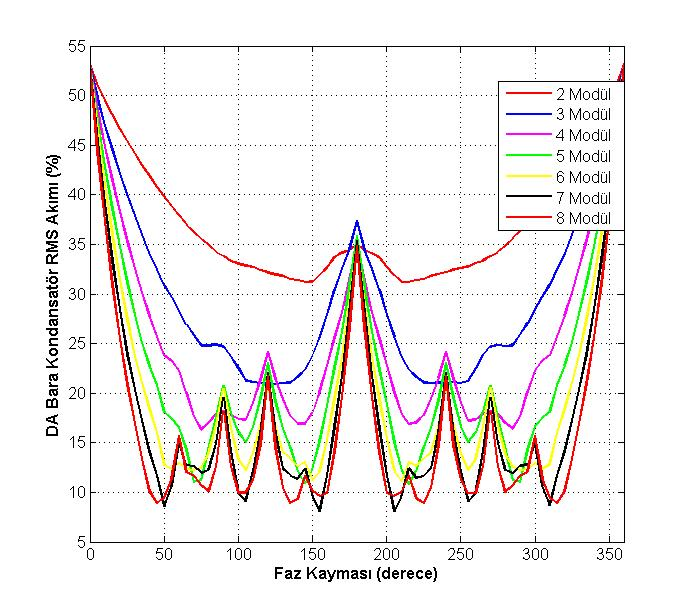 DA Bara Kondansatör RMS Akımı (%)
55
50
45
40
35
30
25
20
15
10
5
2 Modül
3 Modül
4 Modül
5 Modül
6 Modül
7 Modül
8 Modül
0 50 100 150 200 250 300 350
Faz Kayması (derece)